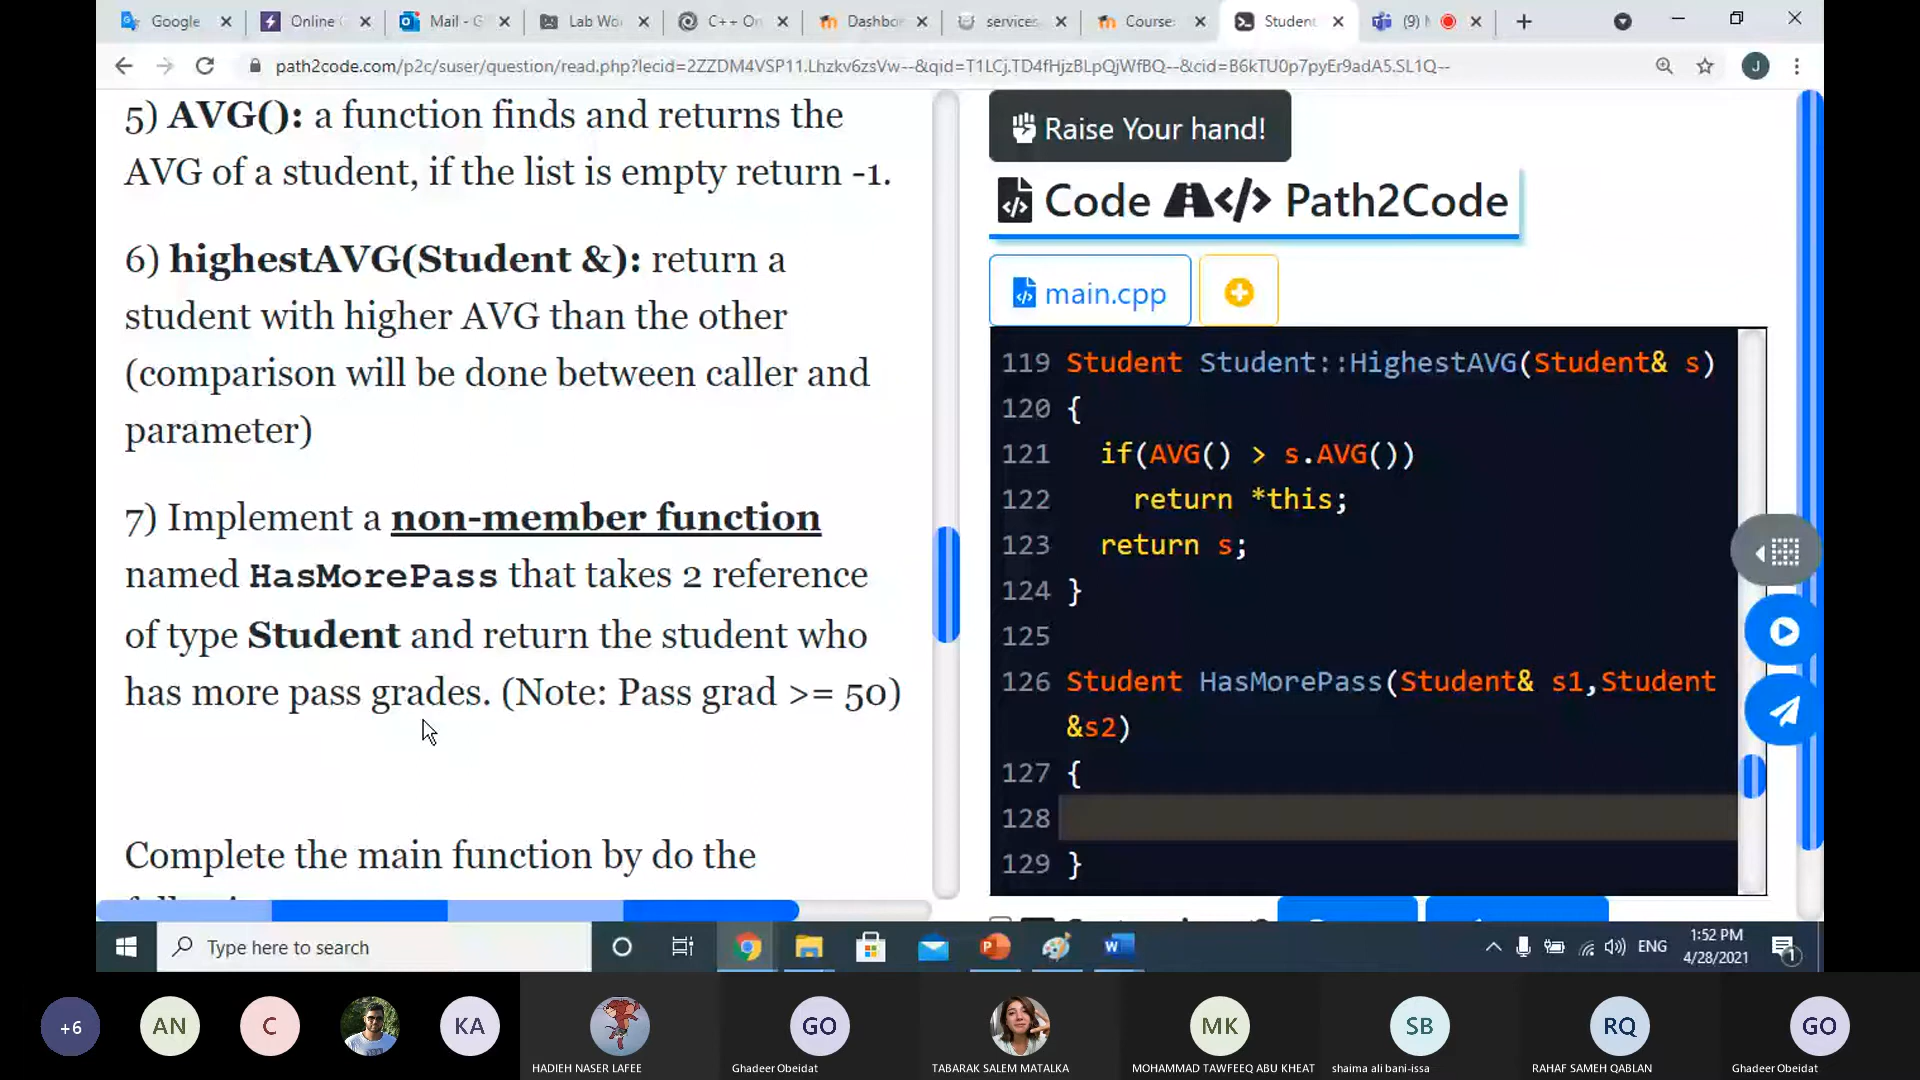 Google
Online
Mail - G
Lab Wo
C++ On
Dashbo
services
Course
Student
(9)
path2code.com/p2c/suser/question/read.php?lecid=2ZZDM4VSP11.Lhzkv6zsVw--&qid=T1LCj.TD4fHjzBLpQjWfBQ--&cid=B6kTU0p7pyEr9adA5.SL1Q--
J
5) AVG(): a function finds and returns the
AVG of a student, if the list is empty return -1.
6) highestAVG(Student &): return a
student with higher AVG than the other
(comparison will be done between caller and
parameter)
7) Implement a non-member function
named HasMorePass that takes 2 reference
of type Student and return the student who
has more pass grades. (Note: Pass grad >= 50)
Complete the main function by do the
Raise Your hand!
Code </> Path2Code
main.cpp
119 Student Student::HighestAVG(Student& s)
120 {
121 if(AVG() > s.AVG())
122 return *this;
123 return s;
124 }
125
126 Student HasMorePass(Student& s1,Student
&s2)
127 {
128
129 }
Type here to search
ENG
1:52 PM
4/28/2021
1
+6
AN
C
KA
GO
MK
SB
RQ
GO
HADIEH NASER LAFEE
Ghadeer Obeidat
TABARAK SALEM MATALKA
MOHAMMAD TAWFEEQ ABU KHEAT
shaima ali bani-issa
RAHAF SAMEH QABLAN
Ghadeer Obeidat